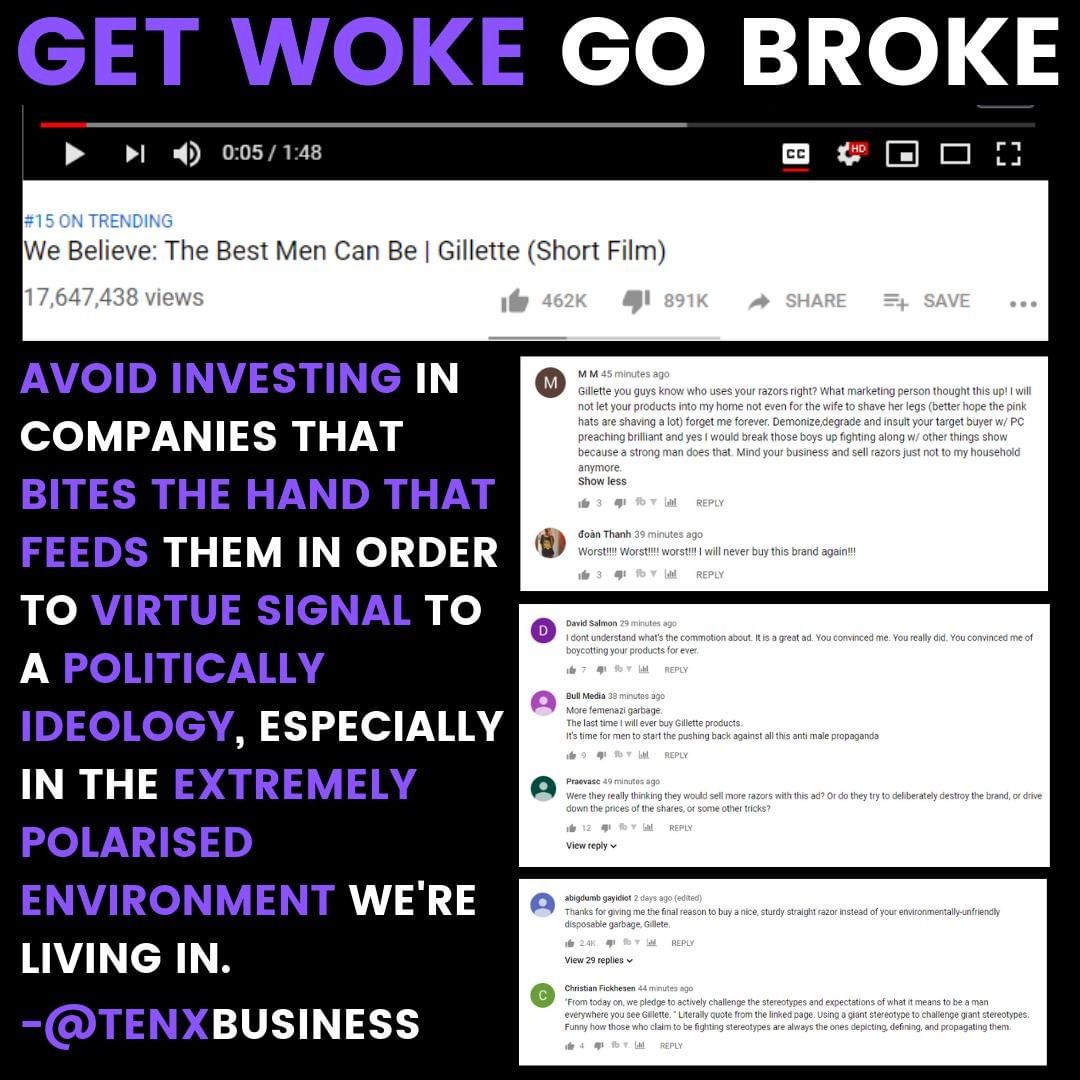 GET WOKE GO BROKE
0:05 / 1:48
CC
HD
#15 ON TRENDING
We Believe: The Best Men Can Be | Gillette (Short Film)
17,647,438 views
462K 891K SHARE SAVE
AVOID INVESTING IN
COMPANIES THAT
BITES THE HAND THAT
FEEDS THEM IN ORDER
TO VIRTUE SIGNAL TO
A POLITICALLY
IDEOLOGY, ESPECIALLY
IN THE EXTREMELY
POLARISED
ENVIRONMENT WE'RE
LIVING IN.
-@TENXBUSINESS
M
M M 45 minutes ago
Gillette you guys know who uses your razors right? What marketing person thought this up! I will
not let your products into my home not even for the wife to shave her legs (better hope the pink
hats are shaving a lot) forget me forever. Demonize,degrade and insult your target buyer w/ PC
preaching brilliant and yes I would break those boys up fighting along w/ other things show
because a strong man does that. Mind your business and sell razors just not to my household
anymore.
Show less
3 REPLY
đoàn Thanh 39 minutes ago
Worst!!!! Worst!!!! worst!!! I will never buy this brand again!!!
3 REPLY
D
David Salmon 29 minutes ago
I dont understand what's the commotion about. It is a great ad. You convinced me. You really did. You convinced me of
boycotting your products for ever.
7 REPLY
Bull Media 38 minutes ago
More femenazi garbage.
The last time I will ever buy Gillette products.
It's time for men to start the pushing back against all this anti male propaganda
9 REPLY
Praevasc 49 minutes ago
Were they really thinking they would sell more razors with this ad? Or do they try to deliberately destroy the brand, or drive
down the prices of the shares, or some other tricks?
12 REPLY
View reply
abigdumb gayidiot 2 days ago (edited)
Thanks for giving me the final reason to buy a nice, sturdy straight razor instead of your environmentally-unfriendly
disposable garbage, Gillete.
2.4K REPLY
View 29 replies
C
Christian Fickhesen 44 minutes ago
"From today on, we pledge to actively challenge the stereotypes and expectations of what it means to be a man
everywhere you see Gillette. " Literally quote from the linked page. Using a giant stereotype to challenge giant stereotypes.
Funny how those who claim to be fighting stereotypes are always the ones depicting, defining, and propagating them.
4 REPLY